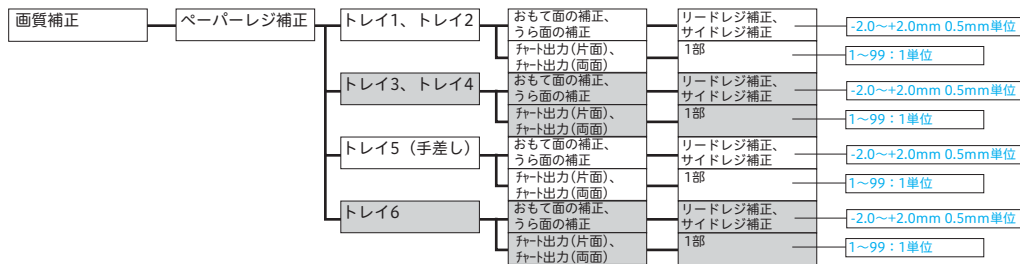 画質補正
ペーパーレジ補正
トレイ1、トレイ2
おもて面の補正、
うら面の補正
リードレジ補正、
サイドレジ補正
-2.0～+2.0mm 0.5mm単位
ﾁｬｰﾄ出力(片面)、
ﾁｬｰﾄ出力(両面)
1部
1～99：1単位
トレイ3、トレイ4
おもて面の補正、
うら面の補正
リードレジ補正、
サイドレジ補正
-2.0～+2.0mm 0.5mm単位
ﾁｬｰﾄ出力(片面)、
ﾁｬｰﾄ出力(両面)
1部
1～99：1単位
トレイ5（手差し）
おもて面の補正、
うら面の補正
リードレジ補正、
サイドレジ補正
-2.0～+2.0mm 0.5mm単位
ﾁｬｰﾄ出力(片面)、
ﾁｬｰﾄ出力(両面)
1部
1～99：1単位
トレイ6
おもて面の補正、
うら面の補正
リードレジ補正、
サイドレジ補正
-2.0～+2.0mm 0.5mm単位
ﾁｬｰﾄ出力(片面)、
ﾁｬｰﾄ出力(両面)
1部
1～99：1単位